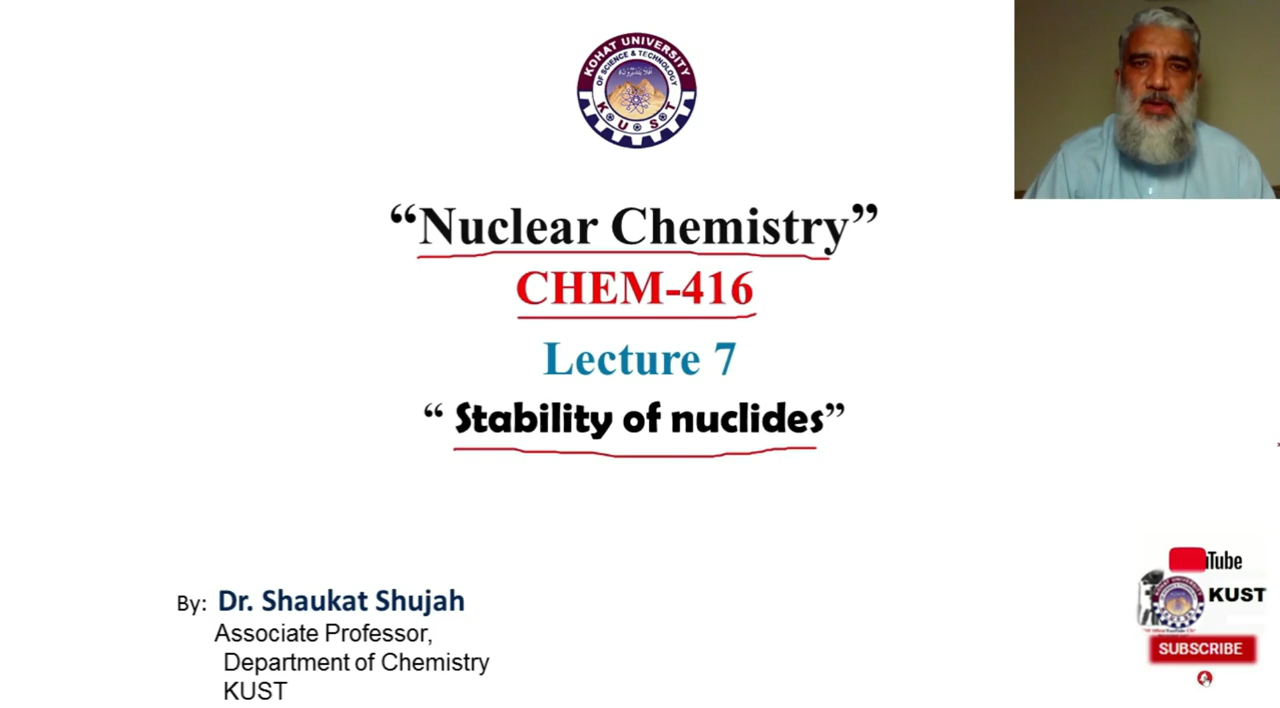 KOHAT UNIVERSITY
OF SCIENCE & TECHNOLOGY
K U S T
“Nuclear Chemistry”
CHEM-416
Lecture 7
“ Stability of nuclides”
By: Dr. Shaukat Shujah
Associate Professor,
Department of Chemistry
KUST
Tube
KUST
SUBSCRIBE